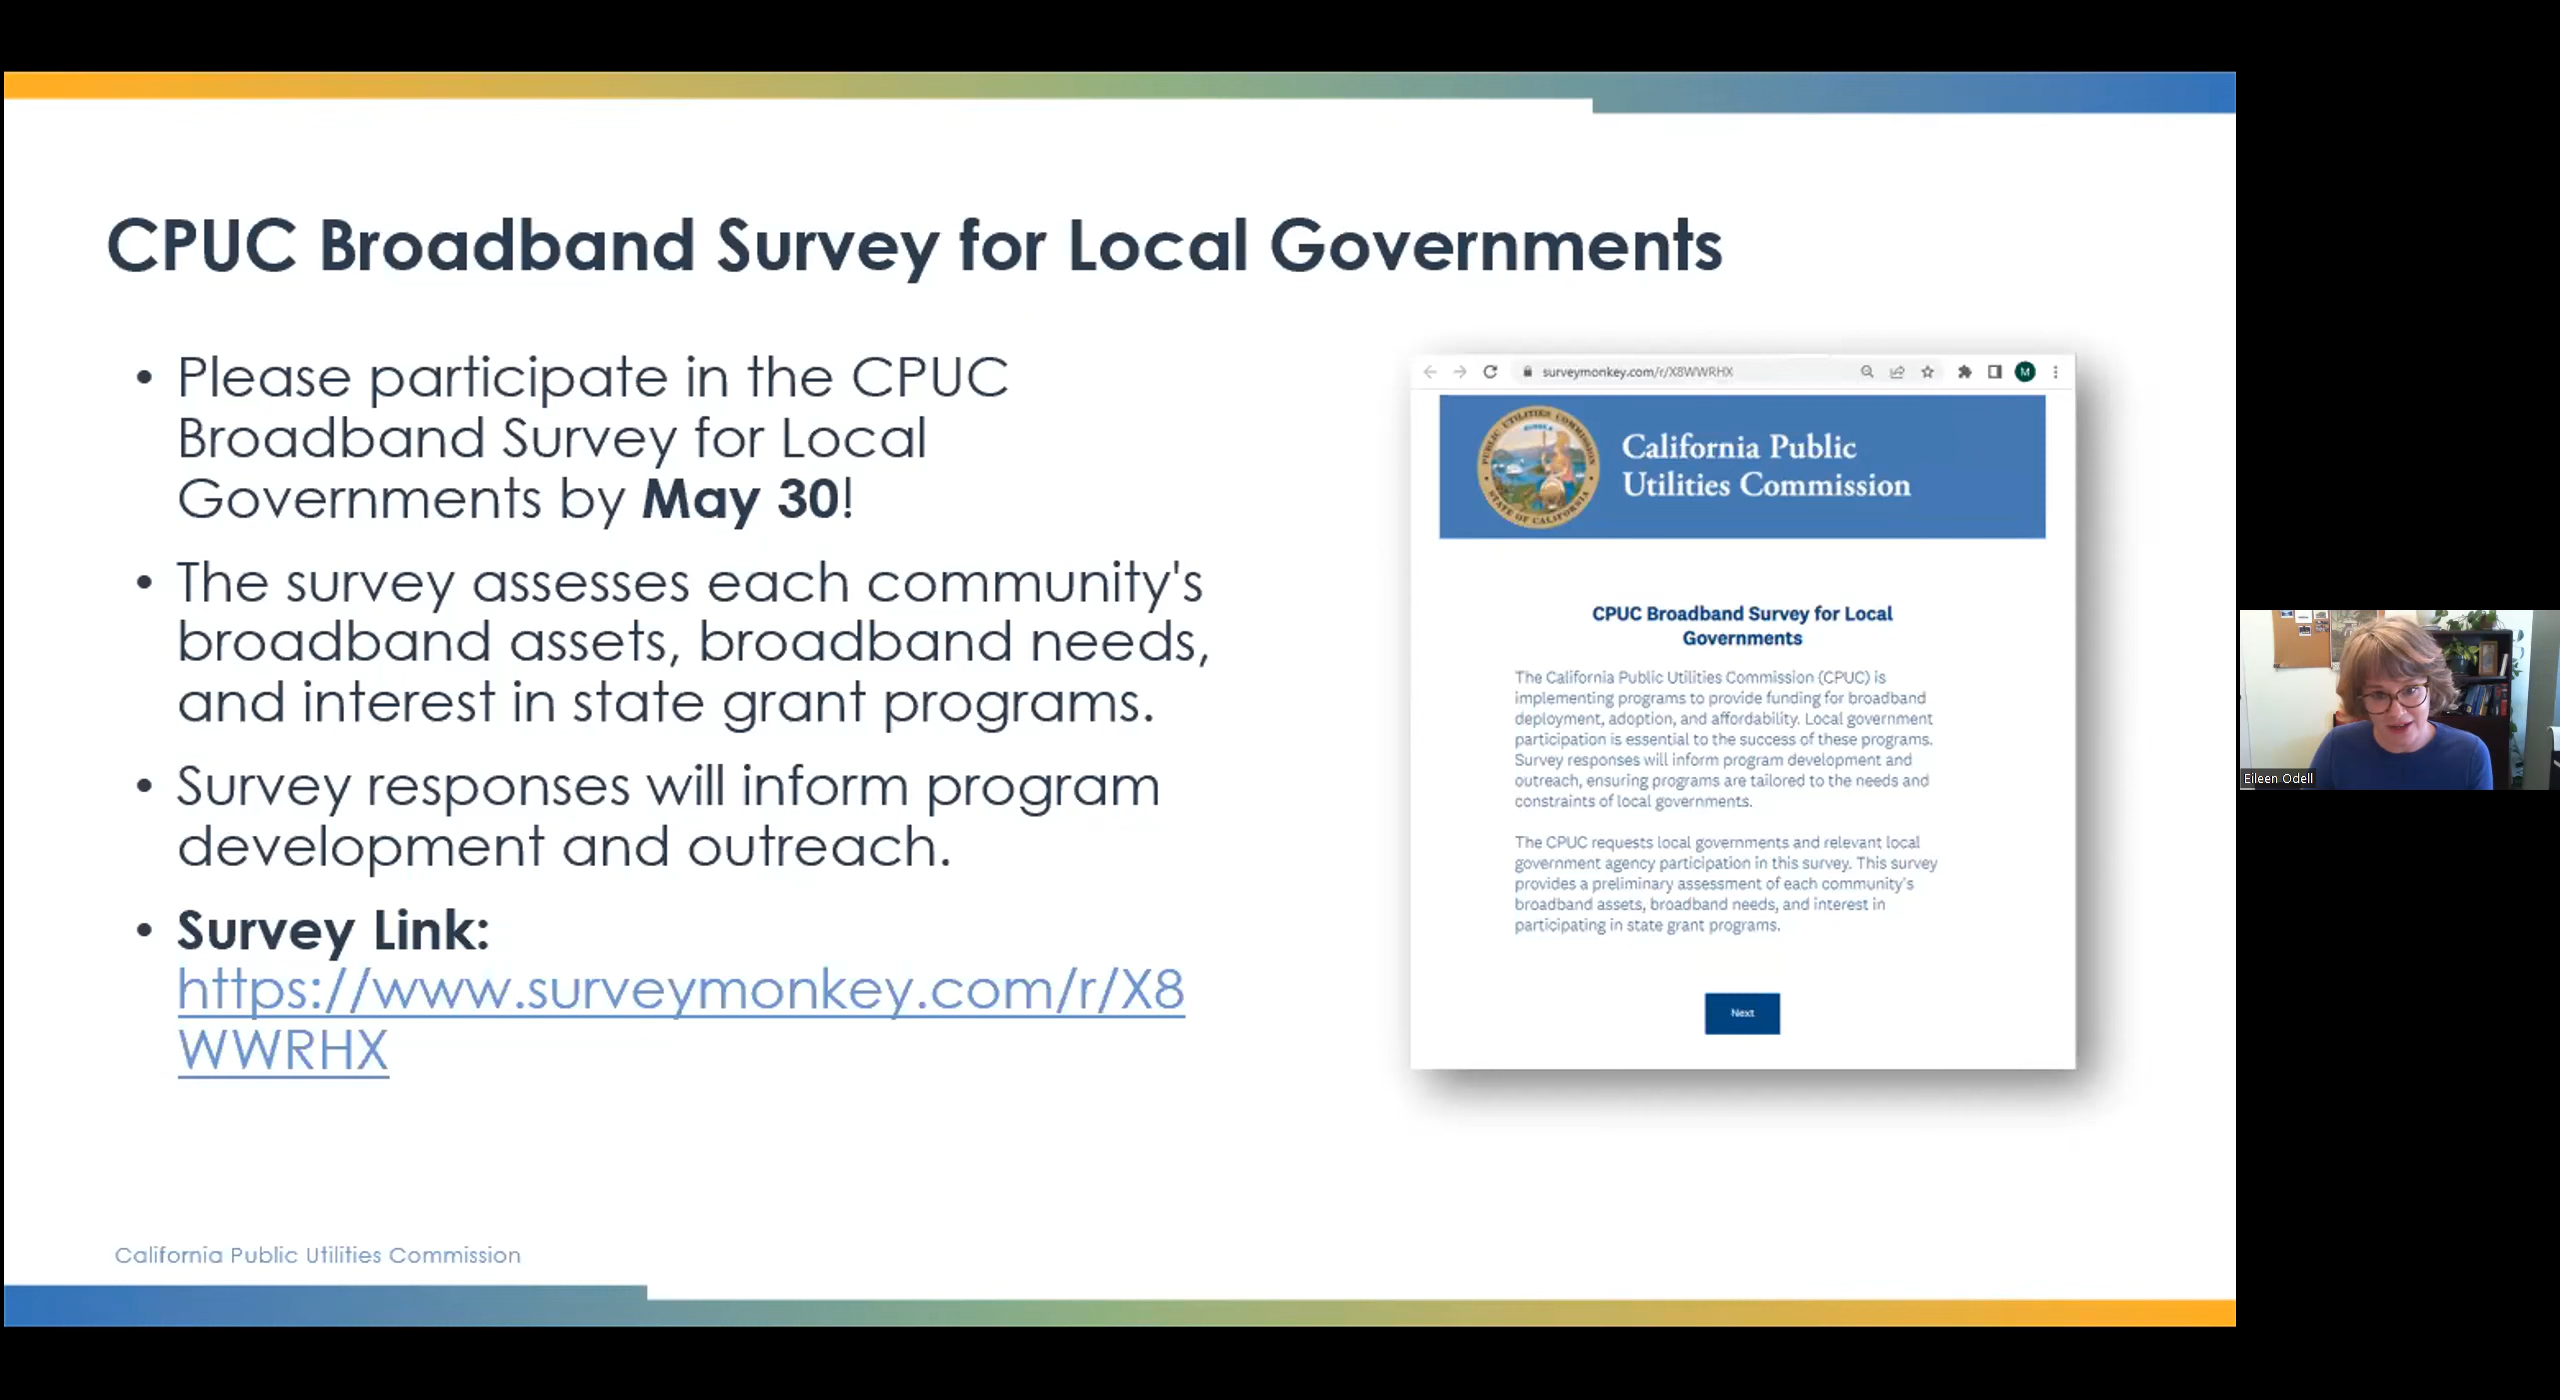 CPUC Broadband Survey for Local Governments
• Please participate in the CPUC
Broadband Survey for Local
Governments by May 30!
• The survey assesses each community's
broadband assets, broadband needs,
and interest in state grant programs.
• Survey responses will inform program
development and outreach.
• Survey Link:
https://www.surveymonkey.com/r/X8
WWRHX
surveymonkey.com/r/X8WWRHX
M
PUBLIC UTILITIES COMMISSION
STATE OF CALIFORNIA
California Public
Utilities Commission
CPUC Broadband Survey for Local
Governments
The California Public Utilities Commission (CPUC) is
implementing programs to provide funding for broadband
deployment, adoption, and affordability. Local government
participation is essential to the success of these programs.
Survey responses will inform program development and
outreach, ensuring programs are tailored to the needs and
constraints of local governments.
The CPUC requests local governments and relevant local
government agency participation in this survey. This survey
provides a preliminary assessment of each community's
broadband assets, broadband needs, and interest in
participating in state grant programs.
Next
Eileen Odell
California Public Utilities Commission